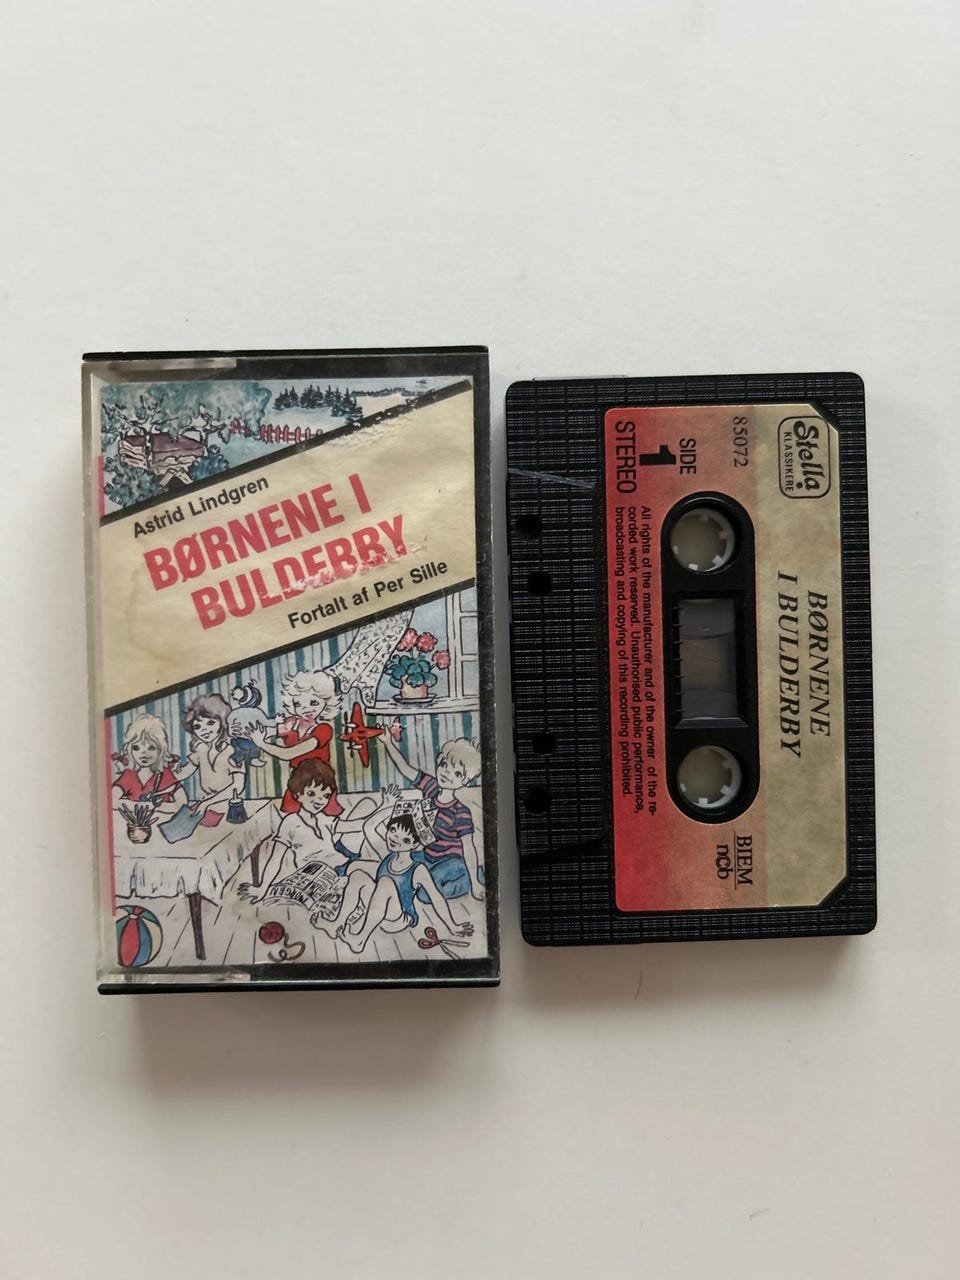 Astrid Lindgren
BØRNENE I
BULDERBY
Fortalt af Per Sille
Stella
KLASSIKERE
85072
SIDE
1
STEREO
BØRNENE
I BULDERBY
All rights of the manufacturer and of the owner of the re-
corded work reserved. Unauthorised public performance,
broadcasting and copying of this recording prohibited.
BIEM
ncb